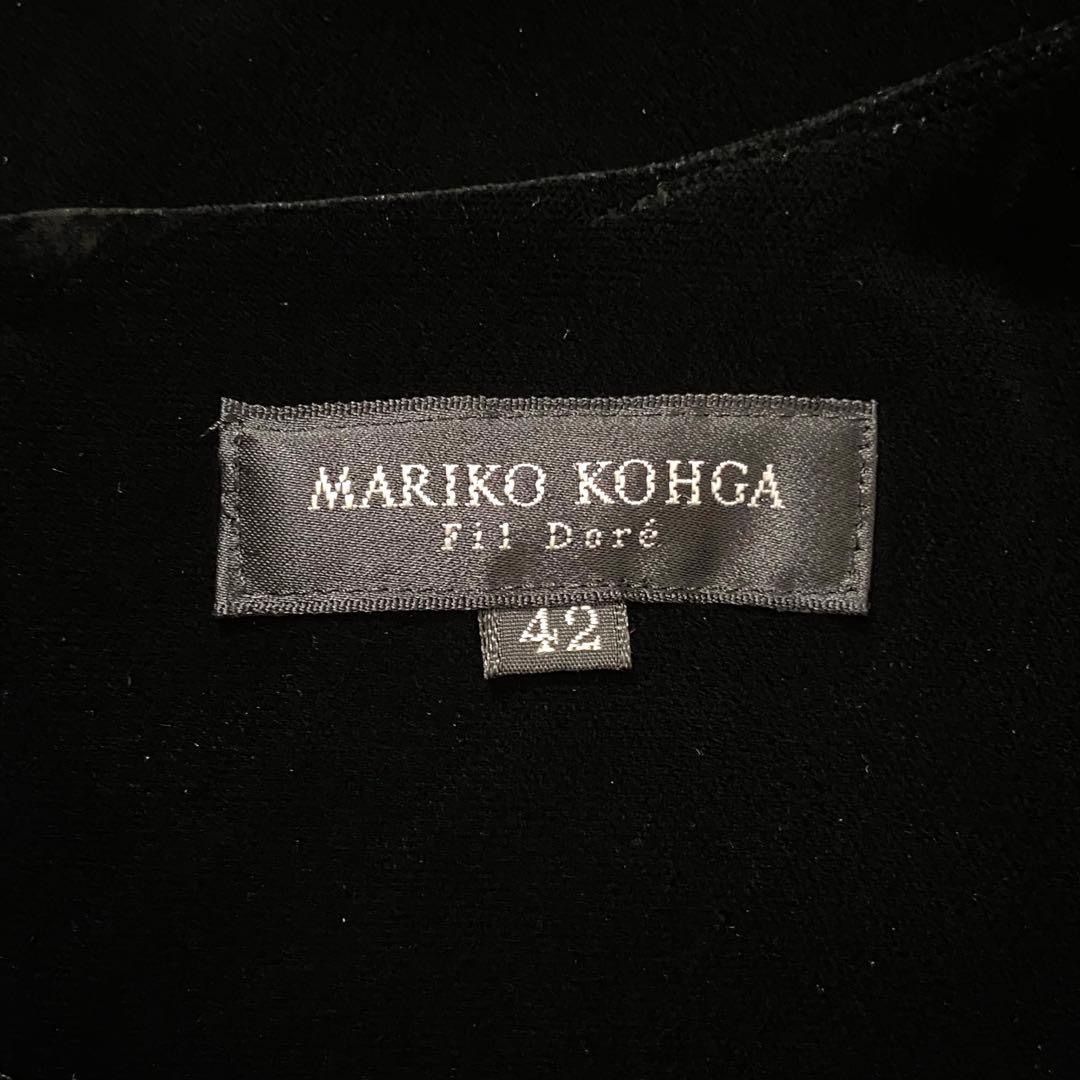 MARIKO KOHGA
Fil Doré
42